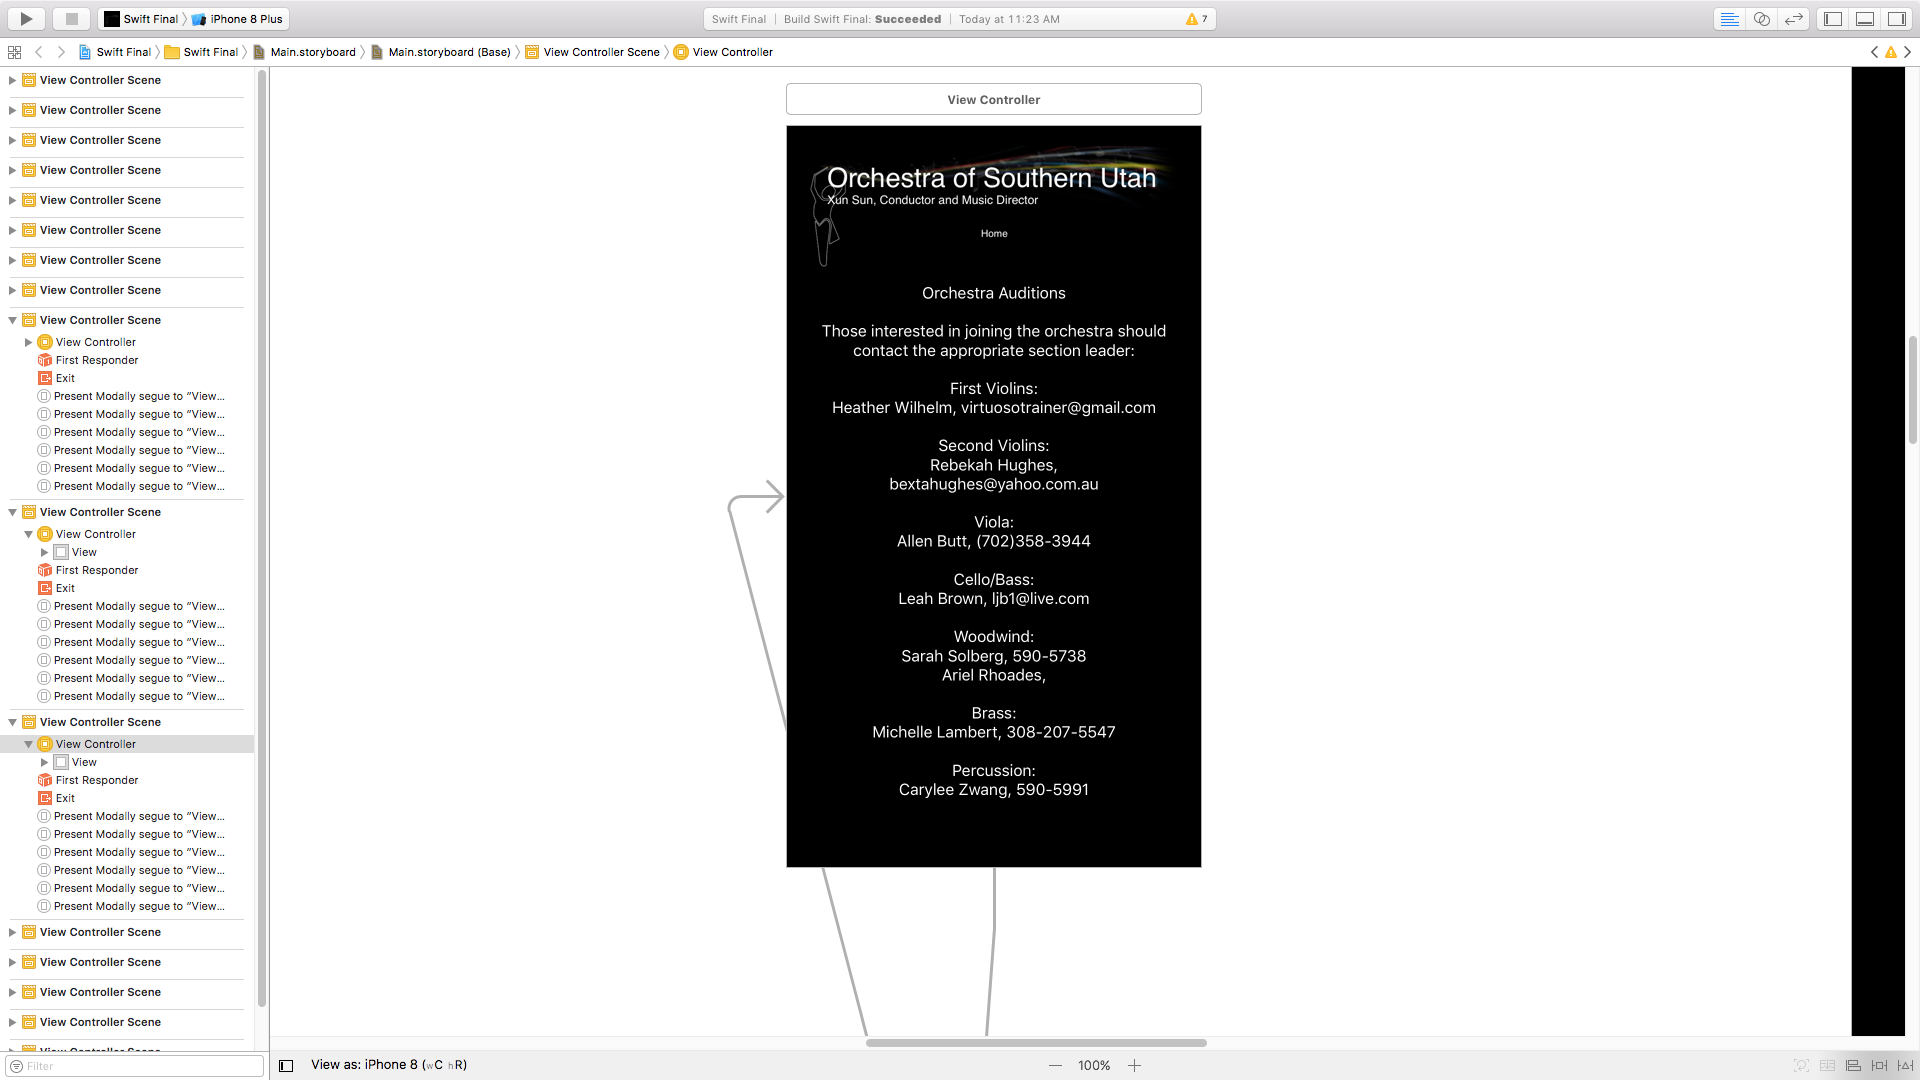 Swift Final
iPhone 8 Plus
Swift Final
Build Swift Final: Succeeded
Today at 11:23 AM
7
Swift Final
Swift Final
Main.storyboard
Main.storyboard (Base)
View Controller Scene
View Controller
View Controller Scene
View Controller Scene
View Controller Scene
View Controller Scene
View Controller Scene
View Controller Scene
View Controller Scene
View Controller Scene
View Controller Scene
View Controller
First Responder
Exit
Present Modally segue to "View...
Present Modally segue to "View...
Present Modally segue to "View...
Present Modally segue to "View...
Present Modally segue to "View...
Present Modally segue to "View...
View Controller Scene
View Controller
View
First Responder
Exit
Present Modally segue to "View...
Present Modally segue to "View...
Present Modally segue to "View...
Present Modally segue to "View...
Present Modally segue to "View...
Present Modally segue to "View...
View Controller Scene
View Controller
View
First Responder
Exit
Present Modally segue to "View...
Present Modally segue to "View...
Present Modally segue to "View...
Present Modally segue to "View...
Present Modally segue to "View...
Present Modally segue to "View...
View Controller Scene
View Controller Scene
View Controller Scene
View Controller Scene
Filter
View Controller
Orchestra of Southern Utah
Xun Sun, Conductor and Music Director
Home
Orchestra Auditions
Those interested in joining the orchestra should
contact the appropriate section leader:
First Violins:
Heather Wilhelm, virtuosotrainer@gmail.com
Second Violins:
Rebekah Hughes,
bextahughes@yahoo.com.au
Viola:
Allen Butt, (702)358-3944
Cello/Bass:
Leah Brown, ljb1@live.com
Woodwind:
Sarah Solberg, 590-5738
Ariel Rhoades,
Brass:
Michelle Lambert, 308-207-5547
Percussion:
Carylee Zwang, 590-5991
View as: iPhone 8 (wC hR)
100%